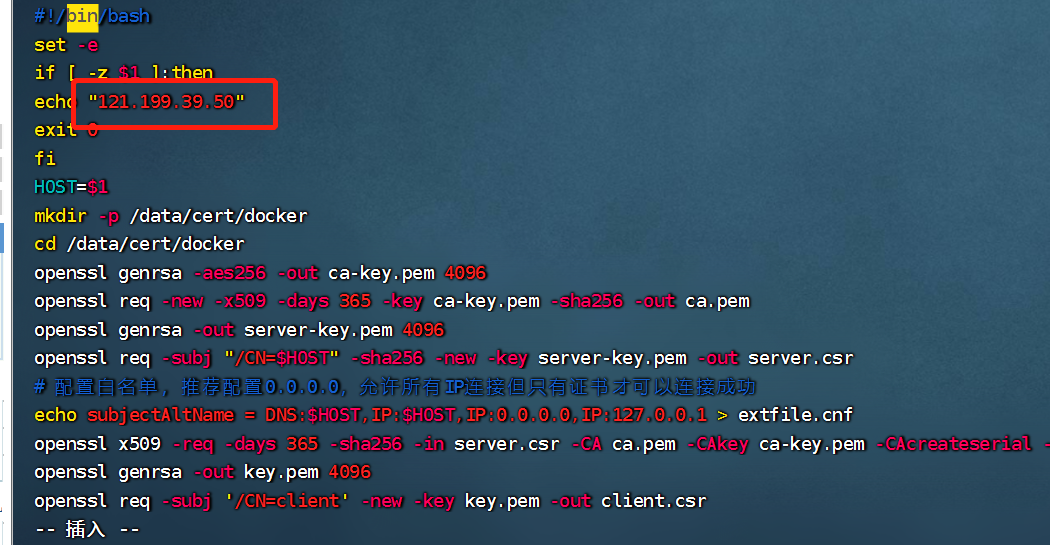 #!/bin/bash
set -e
if [ -z $1 ];then
echo "121.199.39.50"
exit 0
fi
HOST=$1
mkdir -p /data/cert/docker
cd /data/cert/docker
openssl genrsa -aes256 -out ca-key.pem 4096
openssl req -new -x509 -days 365 -key ca-key.pem -sha256 -out ca.pem
openssl genrsa -out server-key.pem 4096
openssl req -subj "/CN=$HOST" -sha256 -new -key server-key.pem -out server.csr
# 配置白名单，推荐配置0.0.0.0，允许所有IP连接但只有证书才可以连接成功
echo subjectAltName = DNS:$HOST,IP:$HOST,IP:0.0.0.0,IP:127.0.0.1 > extfile.cnf
openssl x509 -req -days 365 -sha256 -in server.csr -CA ca.pem -CAkey ca-key.pem -CAcreateserial -
openssl genrsa -out key.pem 4096
openssl req -subj '/CN=client' -new -key key.pem -out client.csr
-- 插入 --